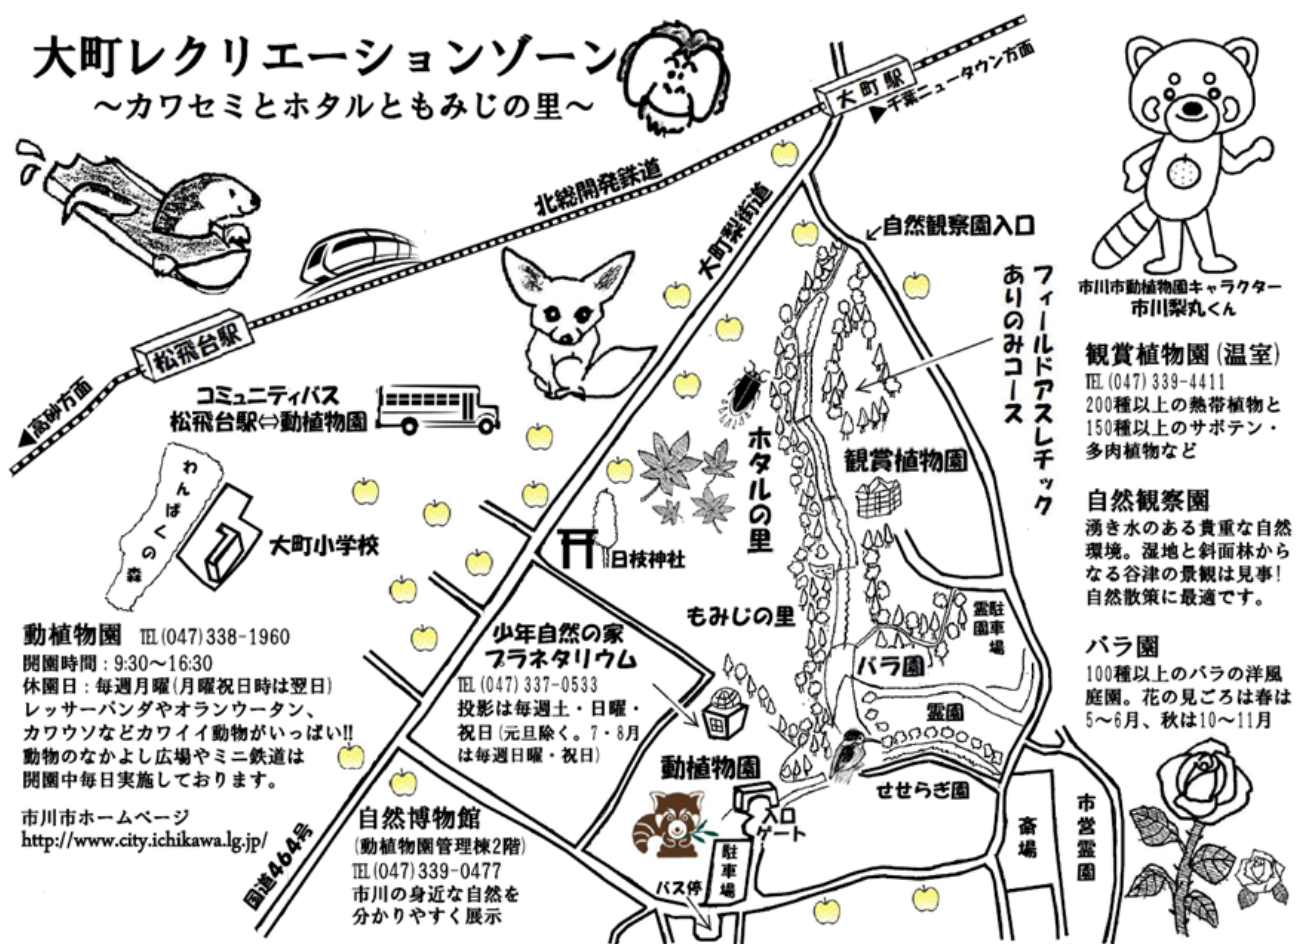 大町レクリエーションゾーン
～カワセミとホタルともみじの里～
大町駅
▶千葉ニュータウン方面
北総開発鉄道
大町梨街道
自然観察園入口
フィールドアスレチック
ありのみコース
市川市動植物園キャラクター
市川梨丸くん
松飛台駅
◀高砂方面
コミュニティバス
松飛台駅⇔動植物園
わんぱくの森
大町小学校
ホタルの里
観賞植物園
日枝神社
もみじの里
霊園
駐車場
バラ園
霊園
せせらぎ園
少年自然の家
プラネタリウム
TEL(047)337-0533
投影は毎週土・日曜・
祝日(元旦除く。7・8月
は毎週日曜・祝日)
動植物園
入口
ゲート
駐車場
バス停
斎場
市営霊園
国道464号
動植物園 TEL(047)338-1960
開園時間：9:30～16:30
休園日：毎週月曜(月曜祝日時は翌日)
レッサーパンダやオランウータン、
カワウソなどカワイイ動物がいっぱい!!
動物のなかよし広場やミニ鉄道は
開園中毎日実施しております。
市川市ホームページ
http://www.city.ichikawa.lg.jp/
自然博物館
(動植物園管理棟2階)
TEL(047)339-0477
市川の身近な自然を
分かりやすく展示
観賞植物園(温室)
TEL(047)339-4411
200種以上の熱帯植物と
150種以上のサボテン・
多肉植物など
自然観察園
湧き水のある貴重な自然
環境。湿地と斜面林から
なる谷津の景観は見事!
自然散策に最適です。
バラ園
100種以上のバラの洋風
庭園。花の見ごろは春は
5～6月、秋は10～11月